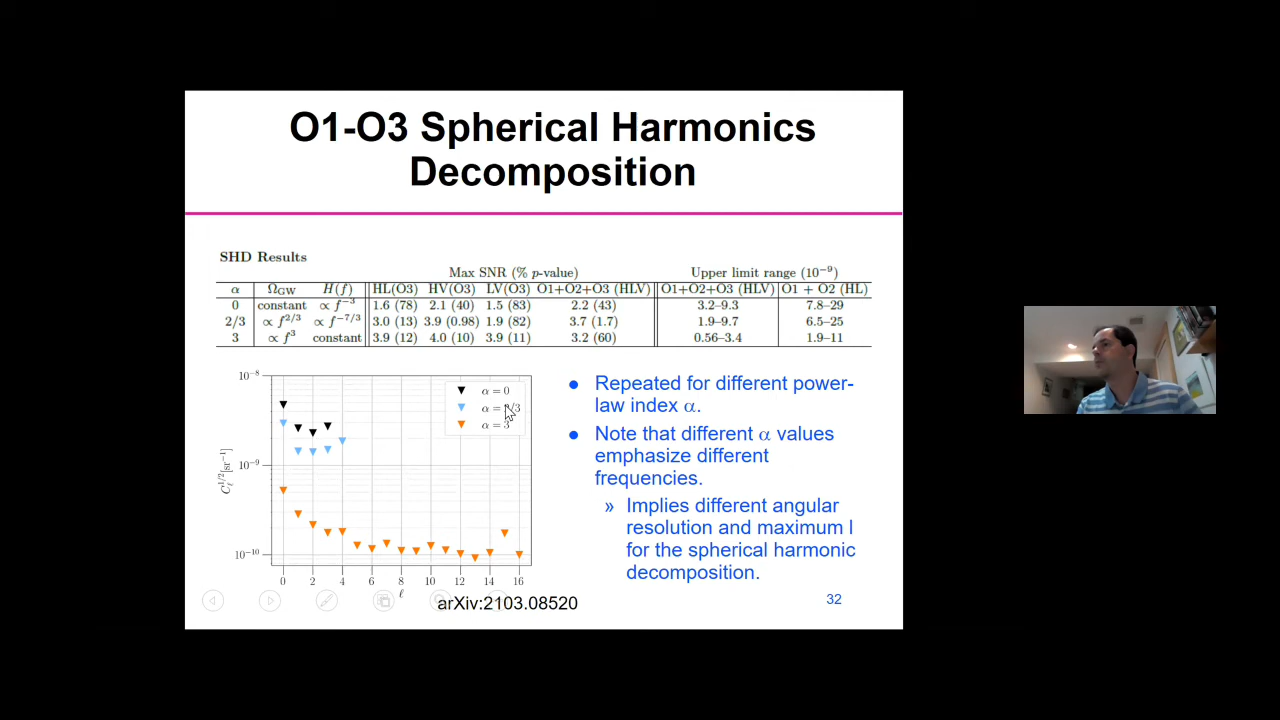 O1-O3 Spherical Harmonics
Decomposition
SHD Results
Max SNR (% p-value) Upper limit range (10⁻⁹)
α Ω_GW H(f) HL(O3) HV(O3) LV(O3) O1+O2+O3 (HLV) O1+O2+O3 (HLV) O1 + O2 (HL)
0 constant ∝ f⁻³ 1.6 (78) 2.1 (40) 1.5 (83) 2.2 (43) 3.2–9.3 7.8–29
2/3 ∝ f^2/3 ∝ f^−7/3 3.0 (13) 3.9 (0.98) 1.9 (82) 3.7 (1.7) 1.9–9.7 6.5–25
3 ∝ f³ constant 3.9 (12) 4.0 (10) 3.9 (11) 3.2 (60) 0.56–3.4 1.9–11
10⁻⁸
10⁻⁹
10⁻¹⁰
C_ℓ^1/2 [sr⁻¹]
α = 0
α = 2/3
α = 3
0 2 4 6 8 10 12 14 16
ℓ
● Repeated for different power-
law index α.
● Note that different α values
emphasize different
frequencies.
» Implies different angular
resolution and maximum l
for the spherical harmonic
decomposition.
arXiv:2103.08520
32